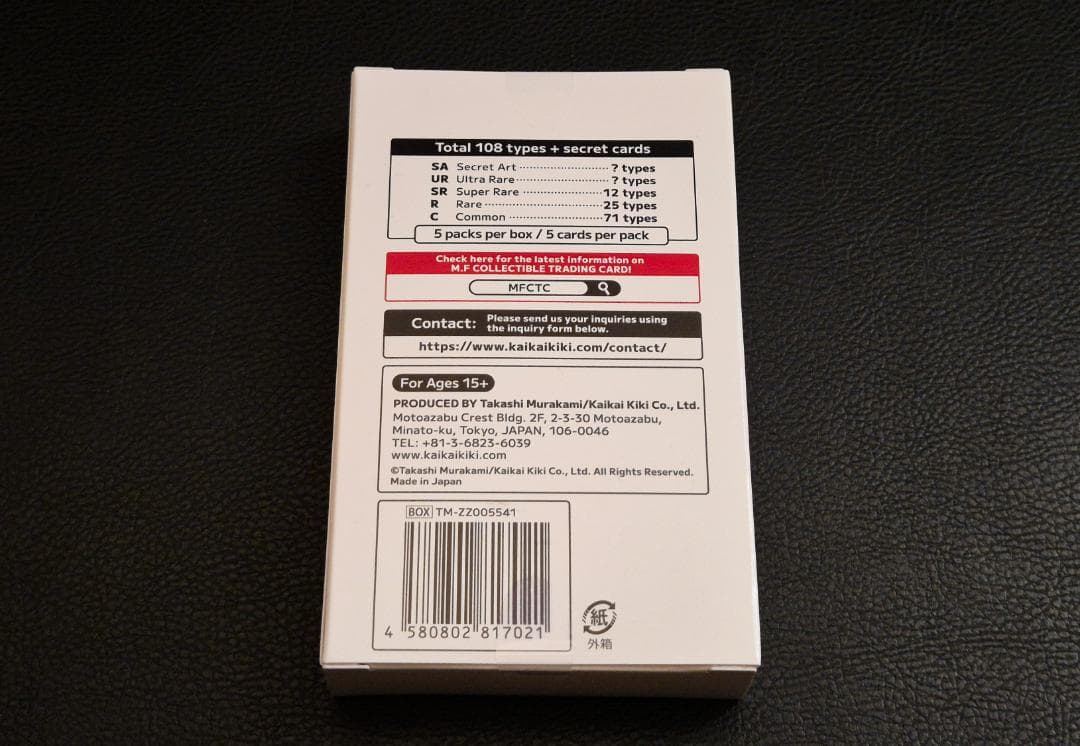 Total 108 types + secret cards
SA Secret Art ? types
UR Ultra Rare ? types
SR Super Rare 12 types
R Rare 25 types
C Common 71 types
5 packs per box / 5 cards per pack
Check here for the latest information on
M.F COLLECTIBLE TRADING CARD!
MFCTC
Contact: Please send us your inquiries using
the inquiry form below.
https://www.kaikaikiki.com/contact/
For Ages 15+
PRODUCED BY Takashi Murakami/Kaikai Kiki Co., Ltd.
Motoazabu Crest Bldg. 2F, 2-3-30 Motoazabu,
Minato-ku, Tokyo, JAPAN, 106-0046
TEL: +81-3-6823-6039
www.kaikaikiki.com
©Takashi Murakami/Kaikai Kiki Co., Ltd. All Rights Reserved.
Made in Japan
BOX TM-ZZ005541
4 580802 817021
紙
外箱